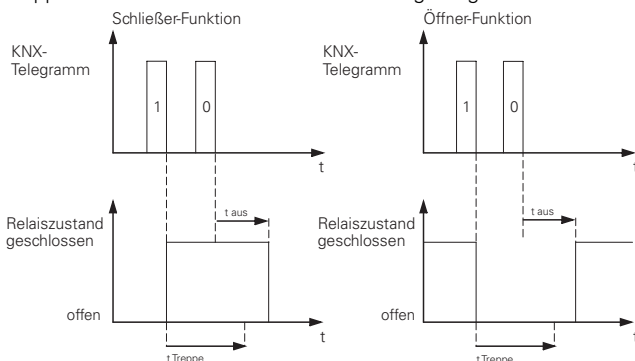 Schließer-Funktion
Öffner-Funktion
KNX-
Telegramm
1
0
t
KNX-
Telegramm
1
0
t
Relaiszustand
geschlossen
t aus
offen
t
t Treppe
Relaiszustand
geschlossen
t aus
offen
t
t Treppe